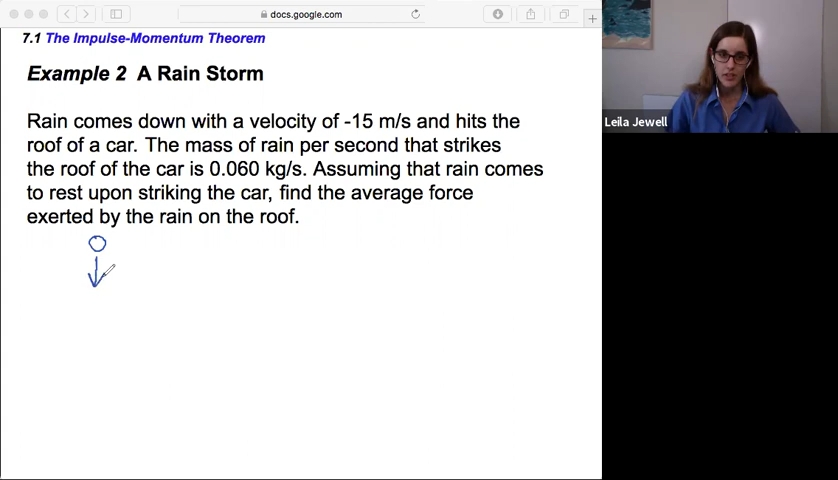 docs.google.com
7.1 The Impulse-Momentum Theorem
Example 2 A Rain Storm
Rain comes down with a velocity of -15 m/s and hits the
roof of a car. The mass of rain per second that strikes
the roof of the car is 0.060 kg/s. Assuming that rain comes
to rest upon striking the car, find the average force
exerted by the rain on the roof.
Leila Jewell